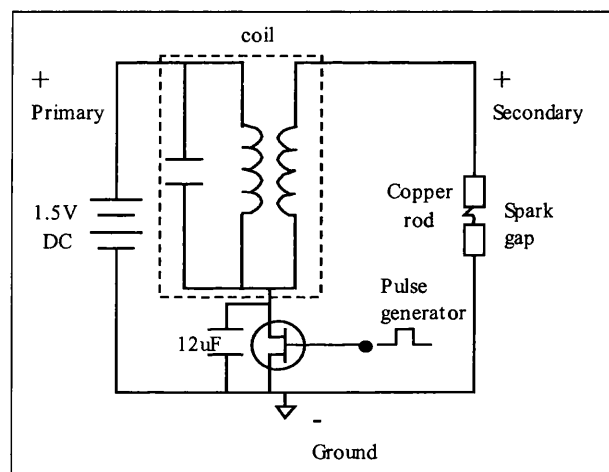 coil
+
+
Primary
Secondary
Copper
rod
Spark
gap
1.5V
DC
Pulse
generator
12uF
-
Ground